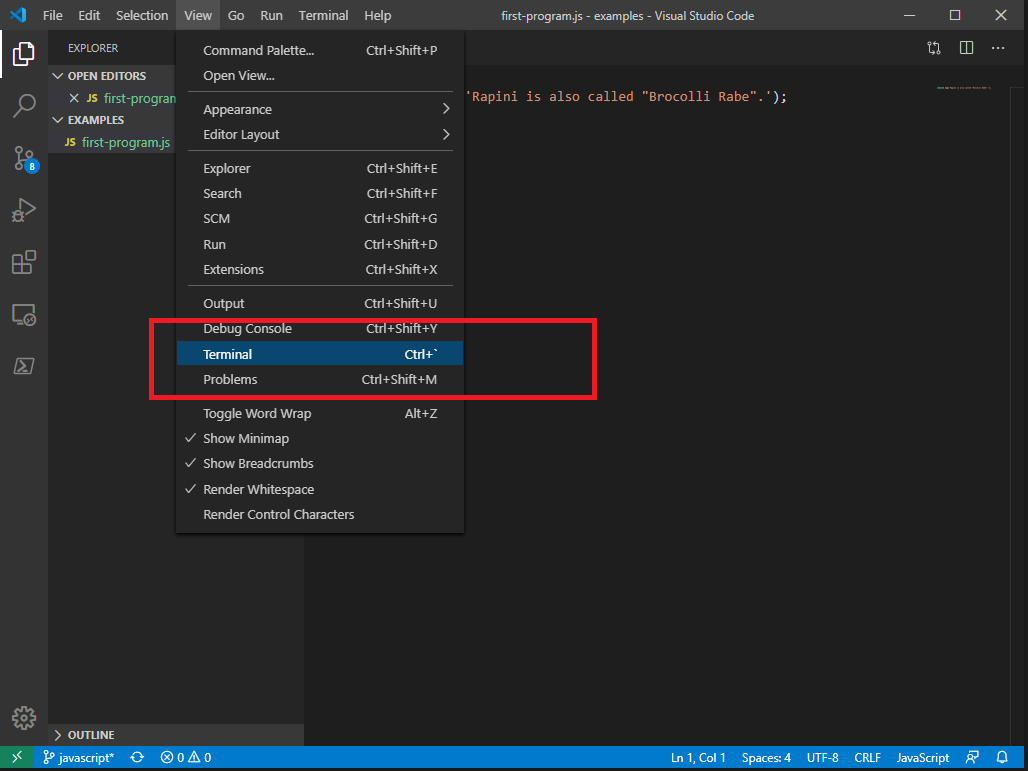 File Edit Selection View Go Run Terminal Help first-program.js - examples - Visual Studio Code
EXPLORER
OPEN EDITORS
JS first-program
EXAMPLES
JS first-program.js
8
Command Palette... Ctrl+Shift+P
Open View...
Appearance
Editor Layout
Explorer Ctrl+Shift+E
Search Ctrl+Shift+F
SCM Ctrl+Shift+G
Run Ctrl+Shift+D
Extensions Ctrl+Shift+X
Output Ctrl+Shift+U
Debug Console Ctrl+Shift+Y
Terminal Ctrl+`
Problems Ctrl+Shift+M
Toggle Word Wrap Alt+Z
Show Minimap
Show Breadcrumbs
Render Whitespace
Render Control Characters
'Rapini is also called "Brocolli Rabe".');
OUTLINE
javascript* 0 0 Ln 1, Col 1 Spaces: 4 UTF-8 CRLF JavaScript